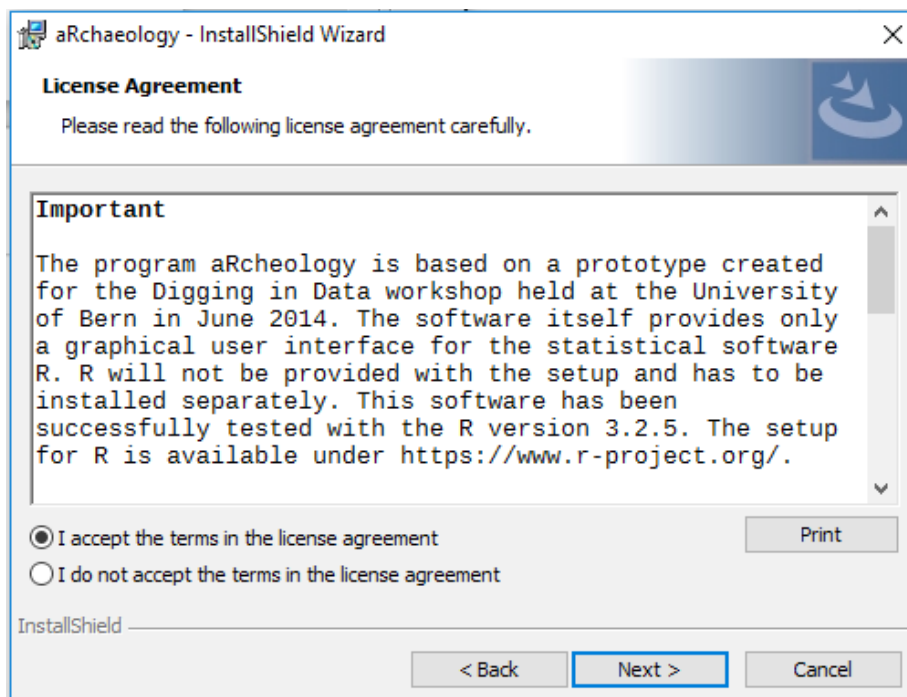 aRchaeology - InstallShield Wizard
License Agreement
Please read the following license agreement carefully.
Important
The program aRcheology is based on a prototype created
for the Digging in Data workshop held at the University
of Bern in June 2014. The software itself provides only
a graphical user interface for the statistical software
R. R will not be provided with the setup and has to be
installed separately. This software has been
successfully tested with the R version 3.2.5. The setup
for R is available under https://www.r-project.org/.
I accept the terms in the license agreement
Print
I do not accept the terms in the license agreement
InstallShield
< Back
Next >
Cancel